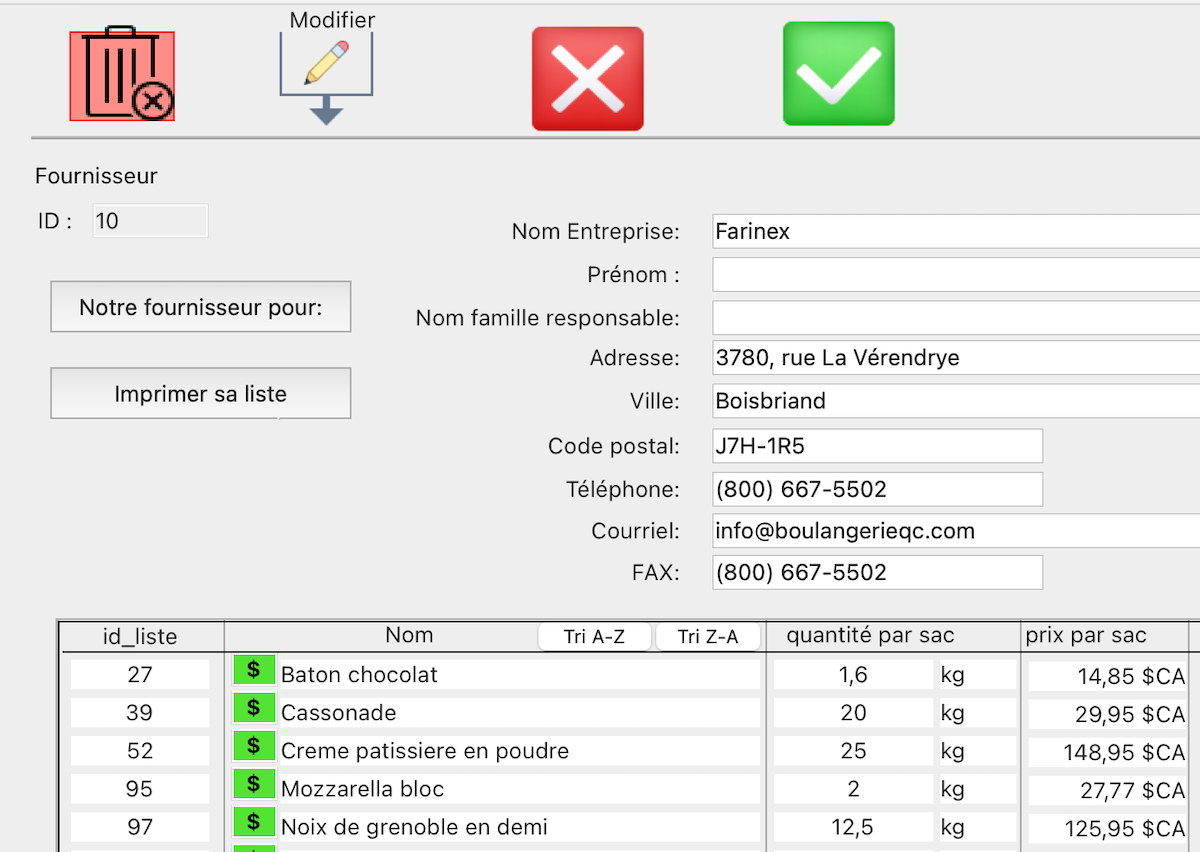 Modifier
Fournisseur
ID : 10
Nom Entreprise: Farinex
Prénom :
Notre fournisseur pour:
Nom famille responsable:
Adresse: 3780, rue La Vérendrye
Imprimer sa liste
Ville: Boisbriand
Code postal: J7H-1R5
Téléphone: (800) 667-5502
Courriel: info@boulangerieqc.com
FAX: (800) 667-5502
id_liste Nom Tri A-Z Tri Z-A quantité par sac prix par sac
27 $ Baton chocolat 1,6 kg 14,85 $CA
39 $ Cassonade 20 kg 29,95 $CA
52 $ Creme patissiere en poudre 25 kg 148,95 $CA
95 $ Mozzarella bloc 2 kg 27,77 $CA
97 $ Noix de grenoble en demi 12,5 kg 125,95 $CA